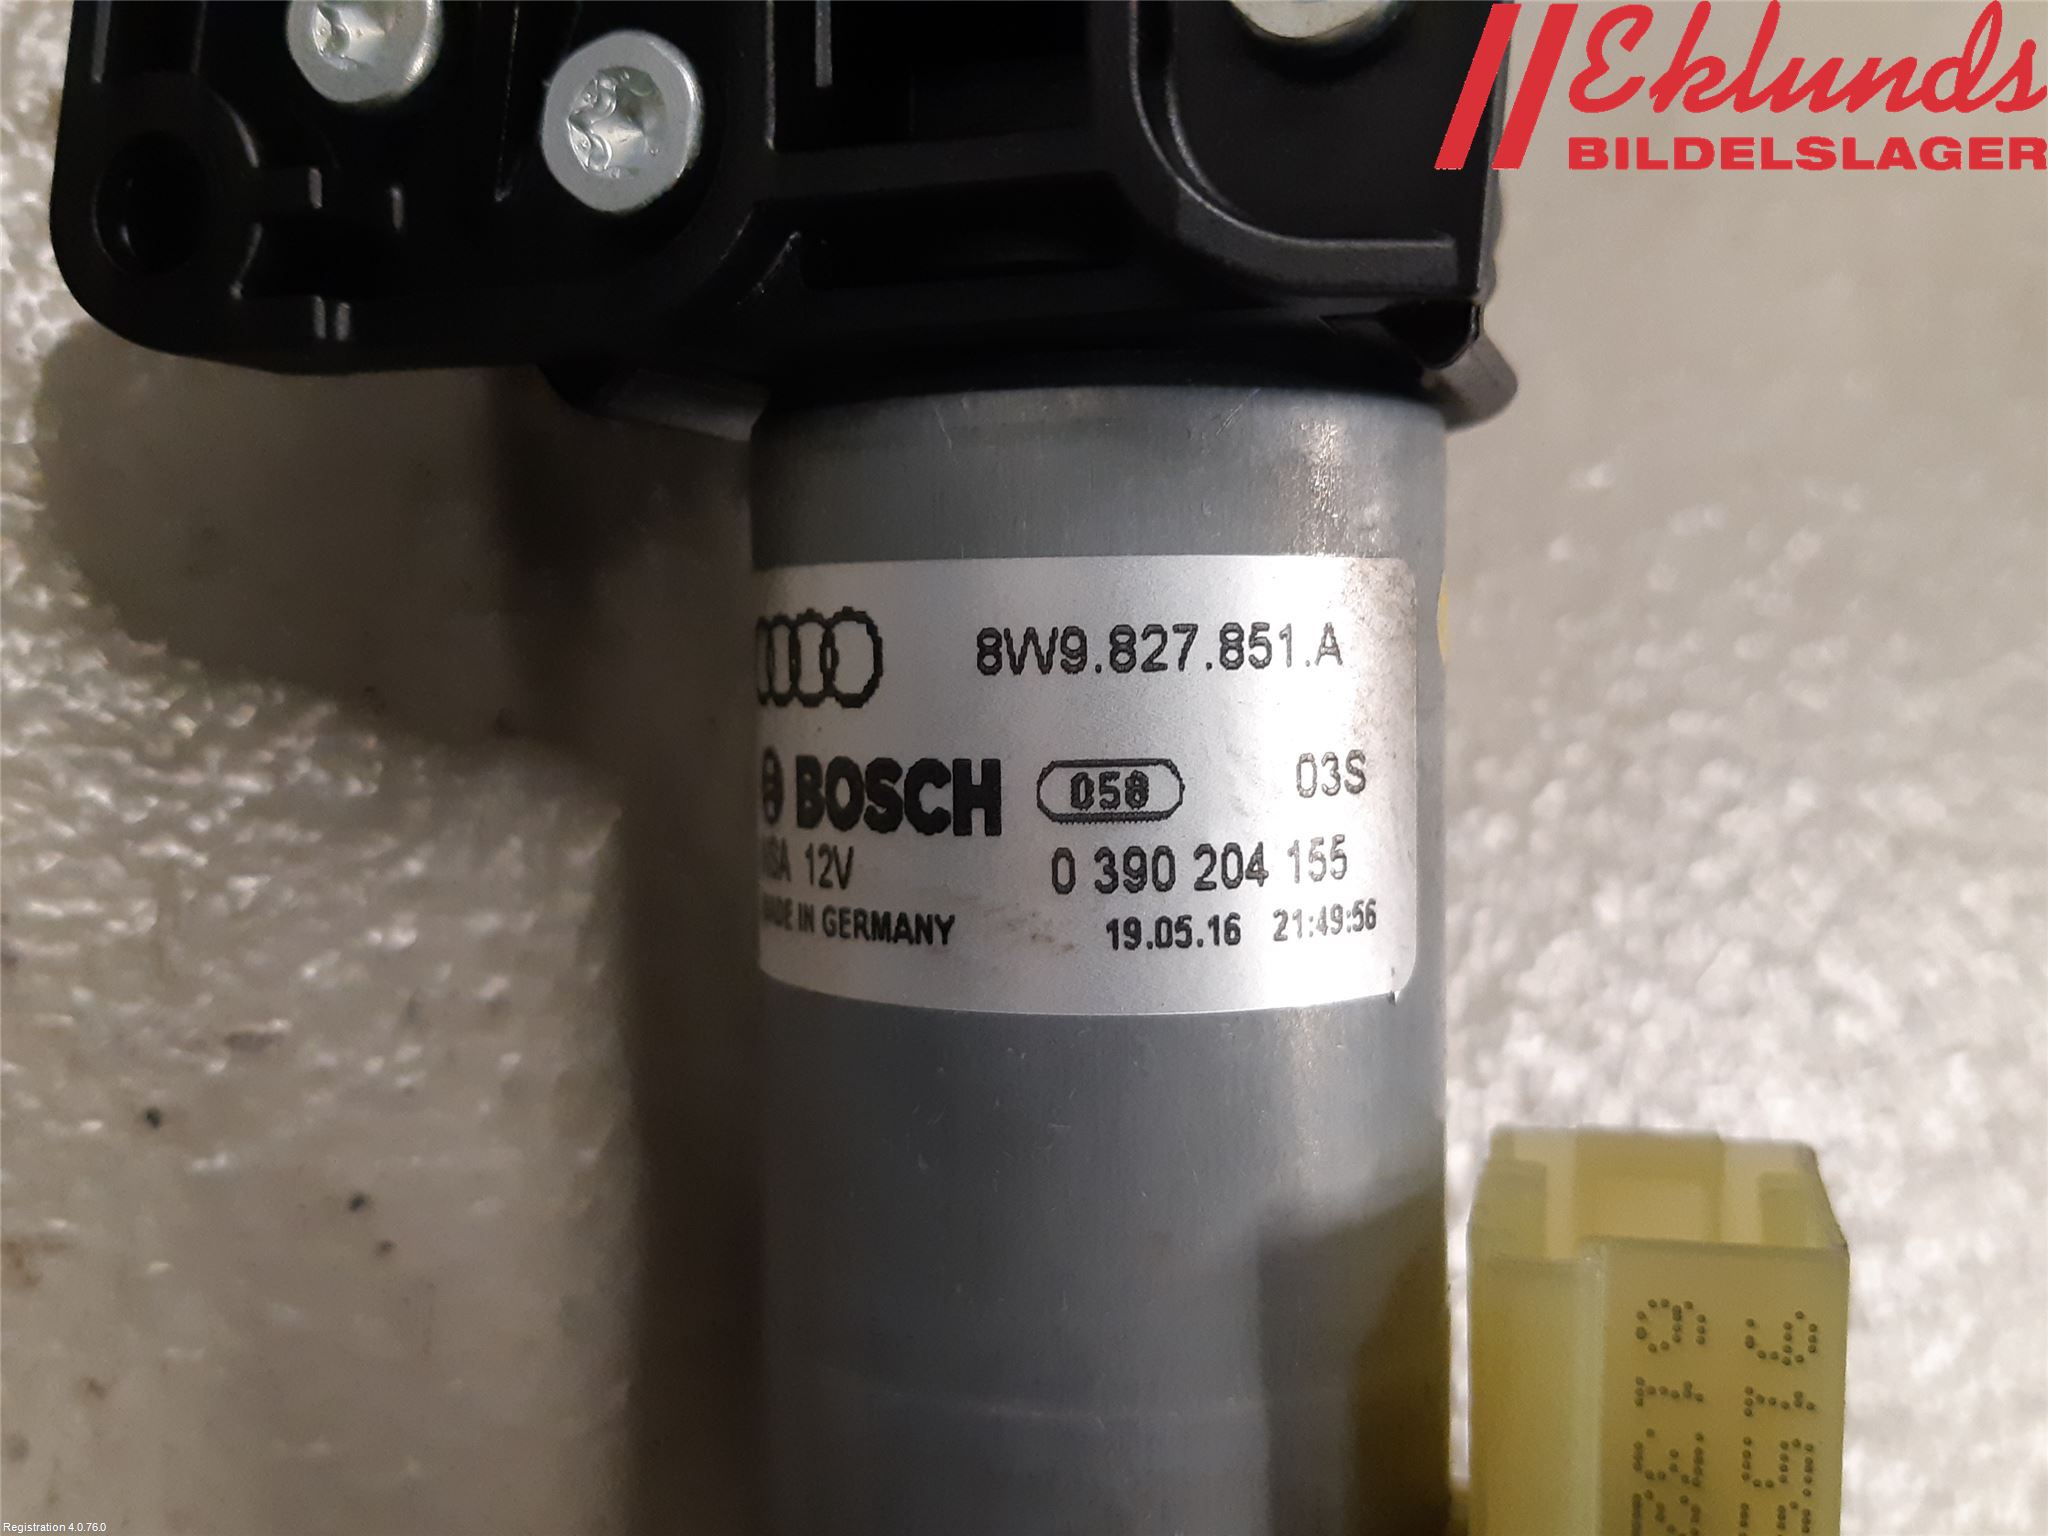 Eklunds
BILDELSLAGER
8W9.827.851.A
BOSCH 058 03S
12V 0 390 204 155
MADE IN GERMANY 19.05.16 21:49:56
Registration 4.0.76.0